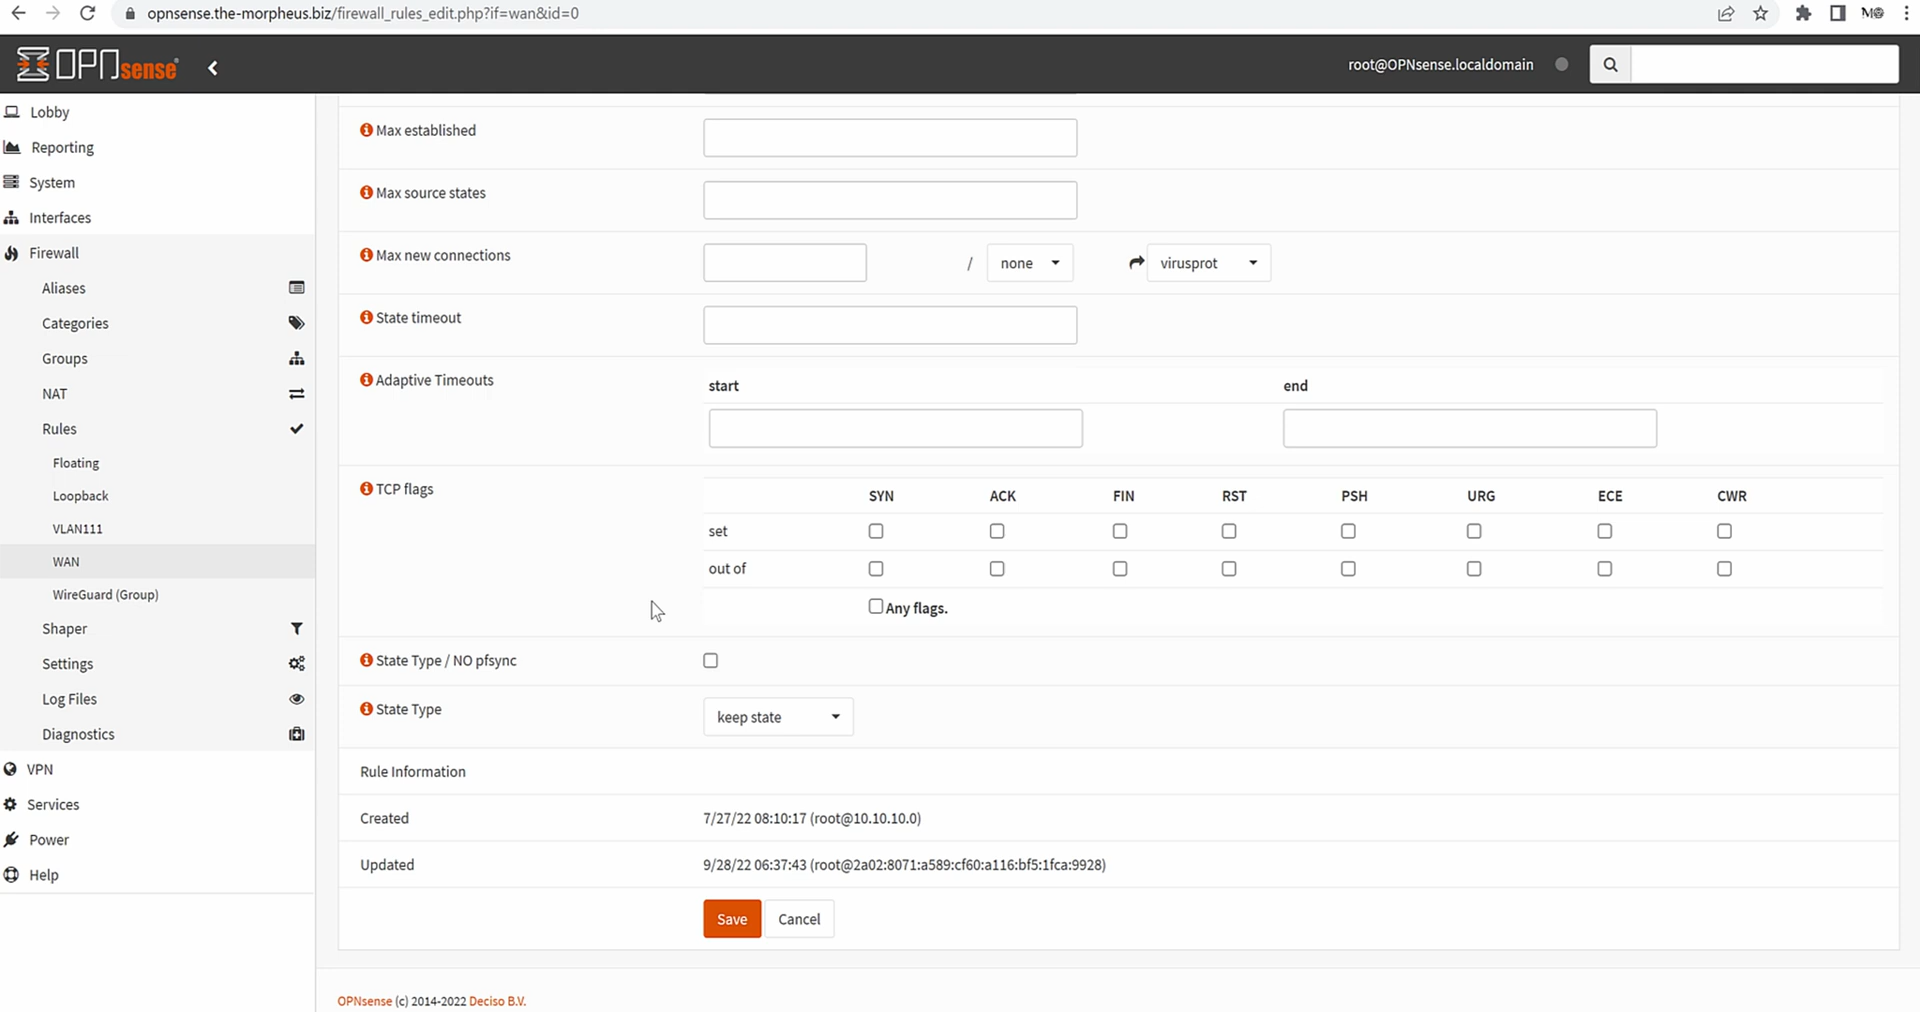 opnsense.the-morpheus.biz/firewall_rules_edit.php?if=wan&id=0
OPNsense
root@OPNsense.localdomain
Lobby
Reporting
System
Interfaces
Firewall
Aliases
Categories
Groups
NAT
Rules
Floating
Loopback
VLAN111
WAN
WireGuard (Group)
Shaper
Settings
Log Files
Diagnostics
VPN
Services
Power
Help
Max established
Max source states
Max new connections / none virusprot
State timeout
Adaptive Timeouts start end
TCP flags SYN ACK FIN RST PSH URG ECE CWR
set
out of
Any flags.
State Type / NO pfsync
State Type keep state
Rule Information
Created 7/27/22 08:10:17 (root@10.10.10.0)
Updated 9/28/22 06:37:43 (root@2a02:8071:a589:cf60:a116:bf5:1fca:9928)
Save Cancel
OPNsense (c) 2014-2022 Deciso B.V.